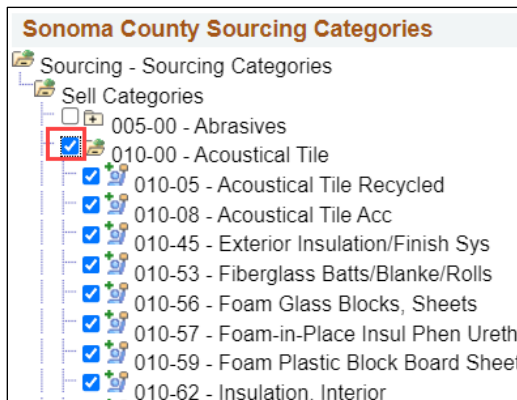 Sonoma County Sourcing Categories
Sourcing - Sourcing Categories
Sell Categories
005-00 - Abrasives
010-00 - Acoustical Tile
010-05 - Acoustical Tile Recycled
010-08 - Acoustical Tile Acc
010-45 - Exterior Insulation/Finish Sys
010-53 - Fiberglass Batts/Blanke/Rolls
010-56 - Foam Glass Blocks, Sheets
010-57 - Foam-in-Place Insul Phen Ureth
010-59 - Foam Plastic Block Board Sheet
010-62 - Insulation, Interior